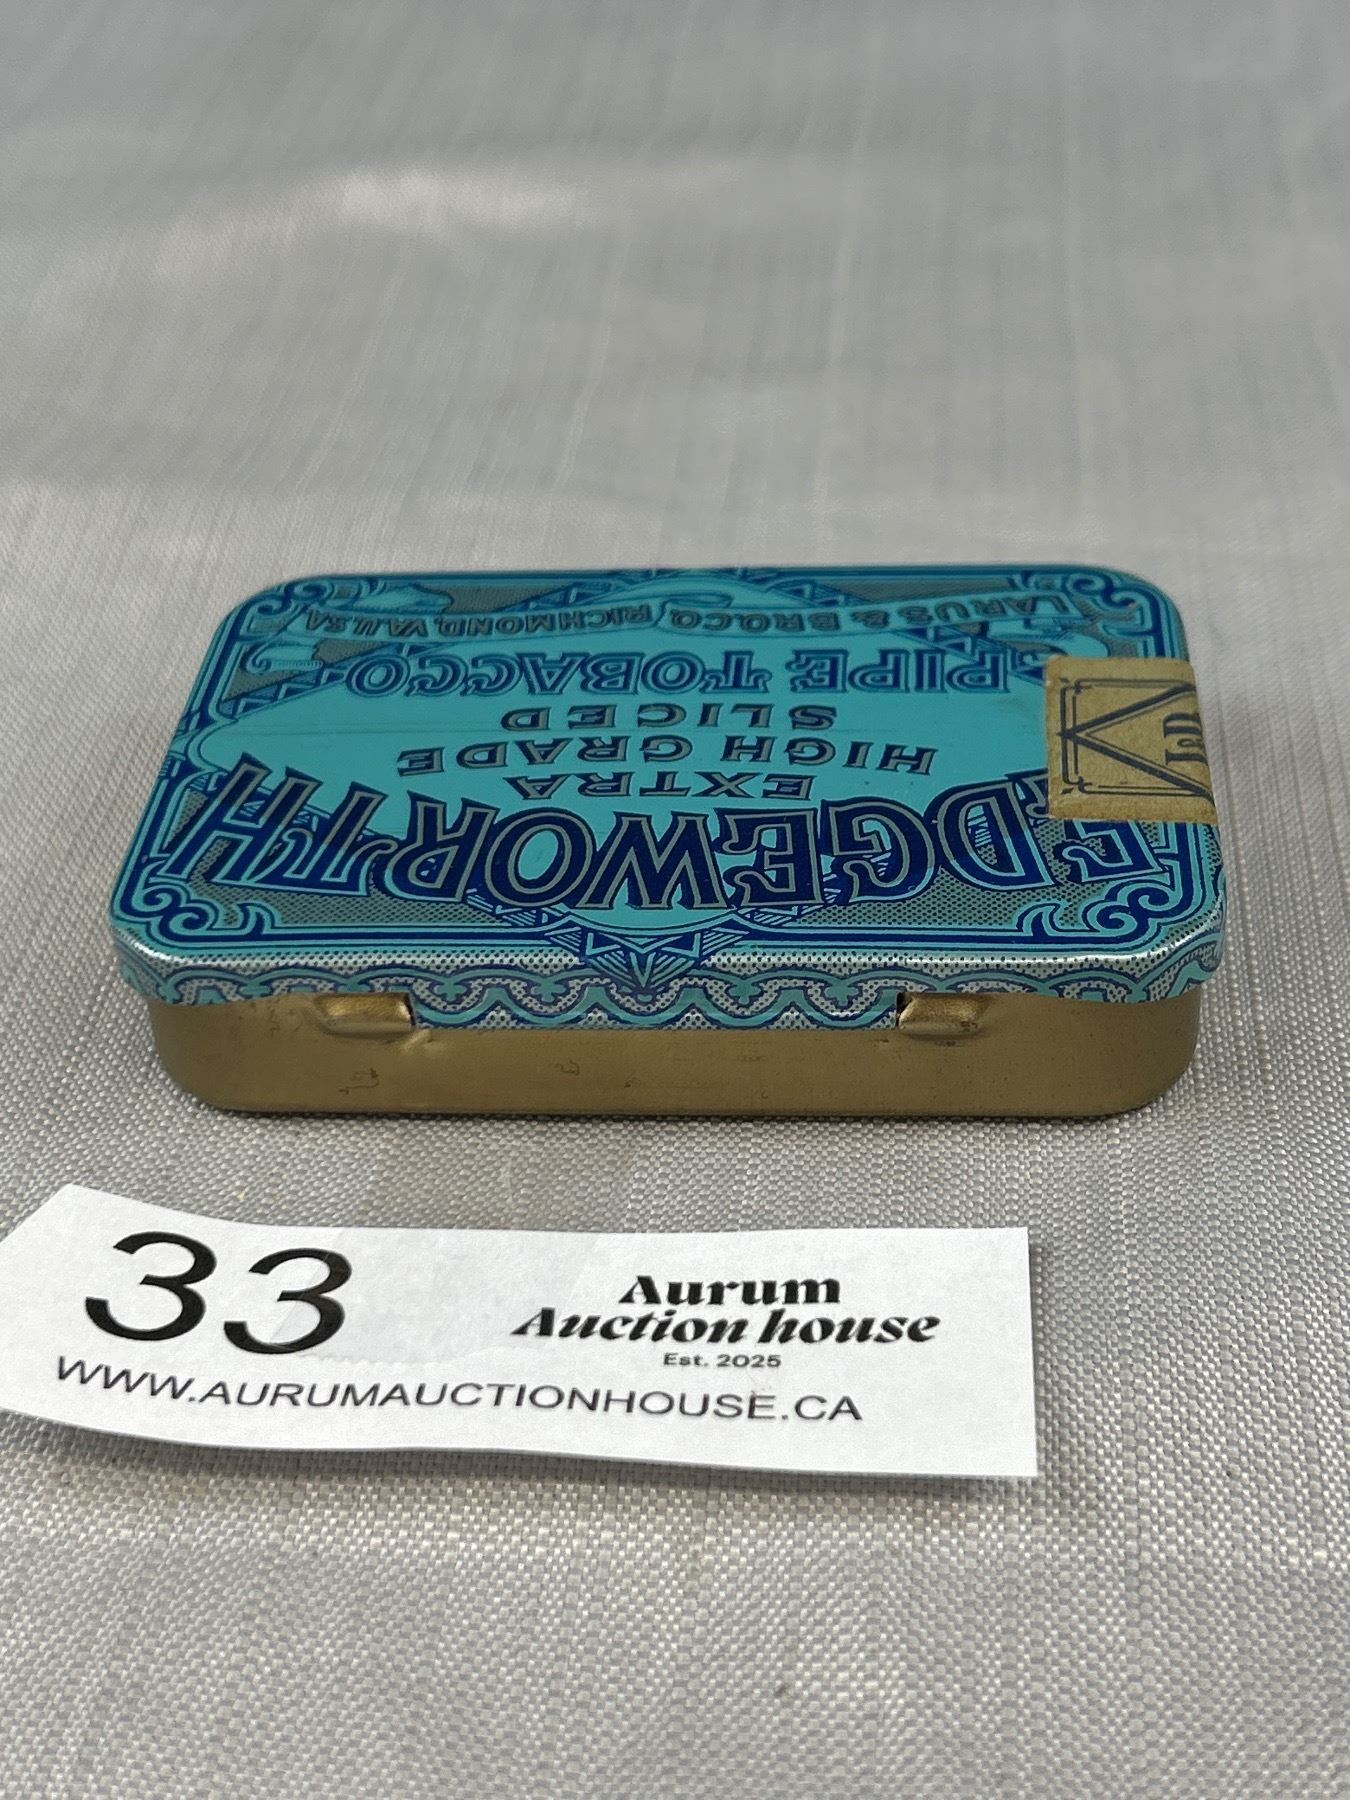 EDGEWORTH
EXTRA
HIGH GRADE
SLICED
PIPE TOBACCO
LARUS & BRO.CO. RICHMOND, VA.U.S.A.
33
Aurum
Auction house
Est. 2025
WWW.AURUMAUCTIONHOUSE.CA